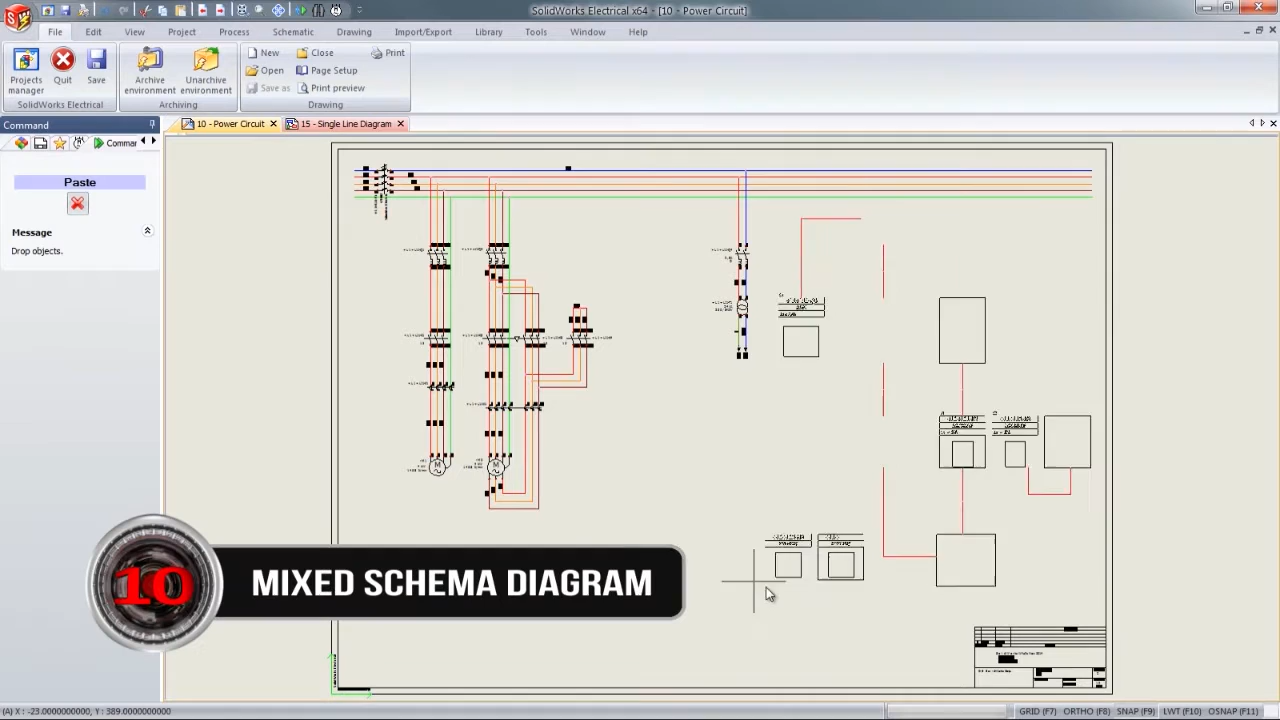 SolidWorks Electrical x64 - [10 - Power Circuit]
File Edit View Project Process Schematic Drawing Import/Export Library Tools Window Help
Projects manager
Quit
Save
SolidWorks Electrical
Archive environment
Unarchive environment
Archiving
New Close Print
Open Page Setup
Save as Print preview
Drawing
Command
10 - Power Circuit
15 - Single Line Diagram
Commar
Paste
Message
Drop objects.
M
M
10
MIXED SCHEMA DIAGRAM
(A) X : -23.0000000000, Y : 389.0000000000
GRID (F7) ORTHO (F8) SNAP (F9) LWT (F10) OSNAP (F11)